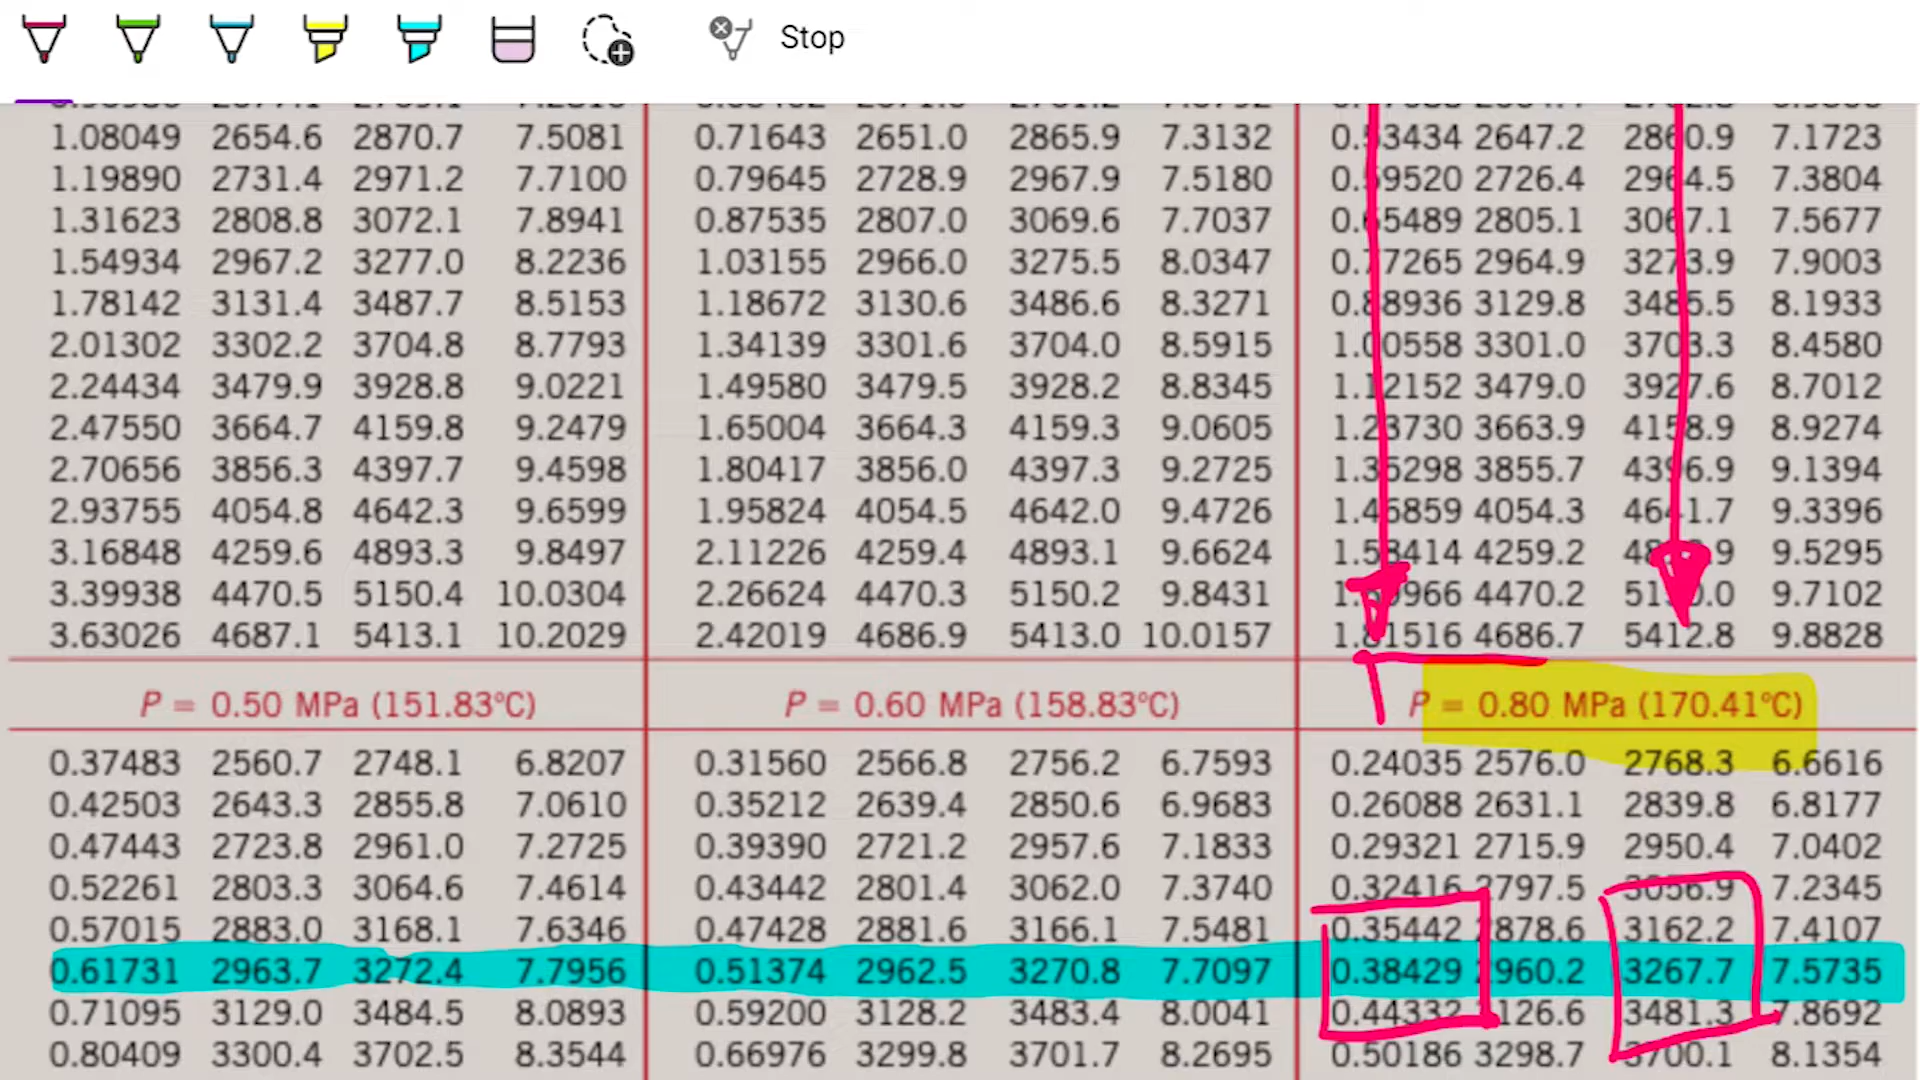 Stop
1.08049 2654.6 2870.7 7.5081 0.71643 2651.0 2865.9 7.3132 0.53434 2647.2 2860.9 7.1723
1.19890 2731.4 2971.2 7.7100 0.79645 2728.9 2967.9 7.5180 0.59520 2726.4 2964.5 7.3804
1.31623 2808.8 3072.1 7.8941 0.87535 2807.0 3069.6 7.7037 0.65489 2805.1 3067.1 7.5677
1.54934 2967.2 3277.0 8.2236 1.03155 2966.0 3275.5 8.0347 0.77265 2964.9 3273.9 7.9003
1.78142 3131.4 3487.7 8.5153 1.18672 3130.6 3486.6 8.3271 0.88936 3129.8 3485.5 8.1933
2.01302 3302.2 3704.8 8.7793 1.34139 3301.6 3704.0 8.5915 1.00558 3301.0 3703.3 8.4580
2.24434 3479.9 3928.8 9.0221 1.49580 3479.5 3928.2 8.8345 1.12152 3479.0 3927.6 8.7012
2.47550 3664.7 4159.8 9.2479 1.65004 3664.3 4159.3 9.0605 1.23730 3663.9 4158.9 8.9274
2.70656 3856.3 4397.7 9.4598 1.80417 3856.0 4397.3 9.2725 1.35298 3855.7 4396.9 9.1394
2.93755 4054.8 4642.3 9.6599 1.95824 4054.5 4642.0 9.4726 1.46859 4054.3 4641.7 9.3396
3.16848 4259.6 4893.3 9.8497 2.11226 4259.4 4893.1 9.6624 1.58414 4259.2 9.5295
3.39938 4470.5 5150.4 10.0304 2.26624 4470.3 5150.2 9.8431 4470.2 9.7102
3.63026 4687.1 5413.1 10.2029 2.42019 4686.9 5413.0 10.0157 1.81516 4686.7 5412.8 9.8828
P = 0.50 MPa (151.83°C) P = 0.60 MPa (158.83°C) P = 0.80 MPa (170.41°C)
0.37483 2560.7 2748.1 6.8207 0.31560 2566.8 2756.2 6.7593 0.24035 2576.0 2768.3 6.6616
0.42503 2643.3 2855.8 7.0610 0.35212 2639.4 2850.6 6.9683 0.26088 2631.1 2839.8 6.8177
0.47443 2723.8 2961.0 7.2725 0.39390 2721.2 2957.6 7.1833 0.29321 2715.9 2950.4 7.0402
0.52261 2803.3 3064.6 7.4614 0.43442 2801.4 3062.0 7.3740 0.32416 2797.5 3056.9 7.2345
0.57015 2883.0 3168.1 7.6346 0.47428 2881.6 3166.1 7.5481 0.35442 2878.6 3162.2 7.4107
0.61731 2963.7 3272.4 7.7956 0.51374 2962.5 3270.8 7.7097 0.38429 2960.2 3267.7 7.5735
0.71095 3129.0 3484.5 8.0893 0.59200 3128.2 3483.4 8.0041 0.44332 3126.6 3481.3 7.8692
0.80409 3300.4 3702.5 8.3544 0.66976 3299.8 3701.7 8.2695 0.50186 3298.7 3700.1 8.1354